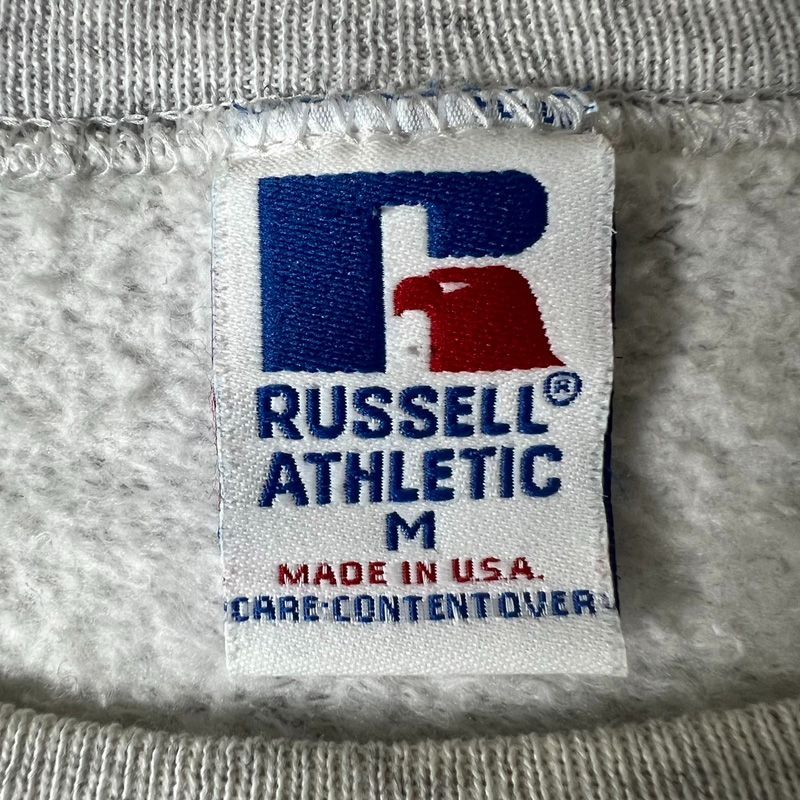 RUSSELL®
ATHLETIC
M
MADE IN U.S.A.
CARE·CONTENT OVER